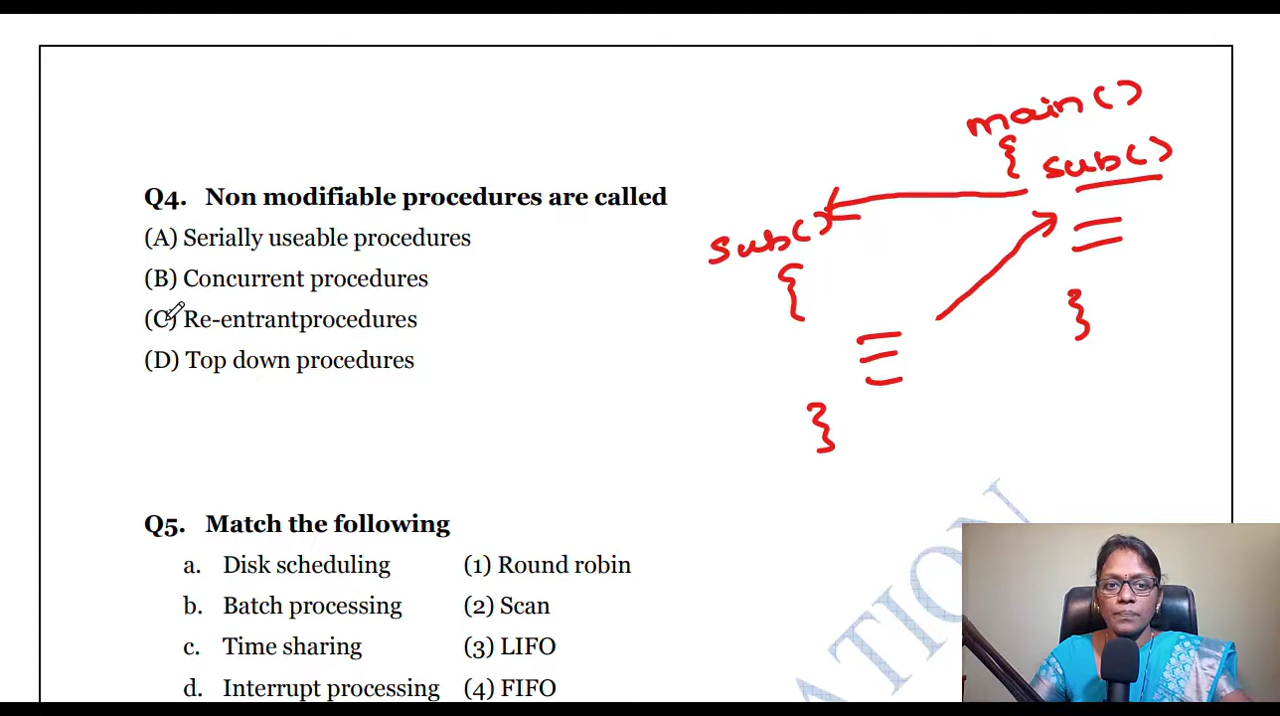 main()
{ sub()
sub()
{
}
}
Q4. Non modifiable procedures are called
(A) Serially useable procedures
(B) Concurrent procedures
(C) Re-entrantprocedures
(D) Top down procedures
Q5. Match the following
a. Disk scheduling (1) Round robin
b. Batch processing (2) Scan
c. Time sharing (3) LIFO
d. Interrupt processing (4) FIFO
ATION